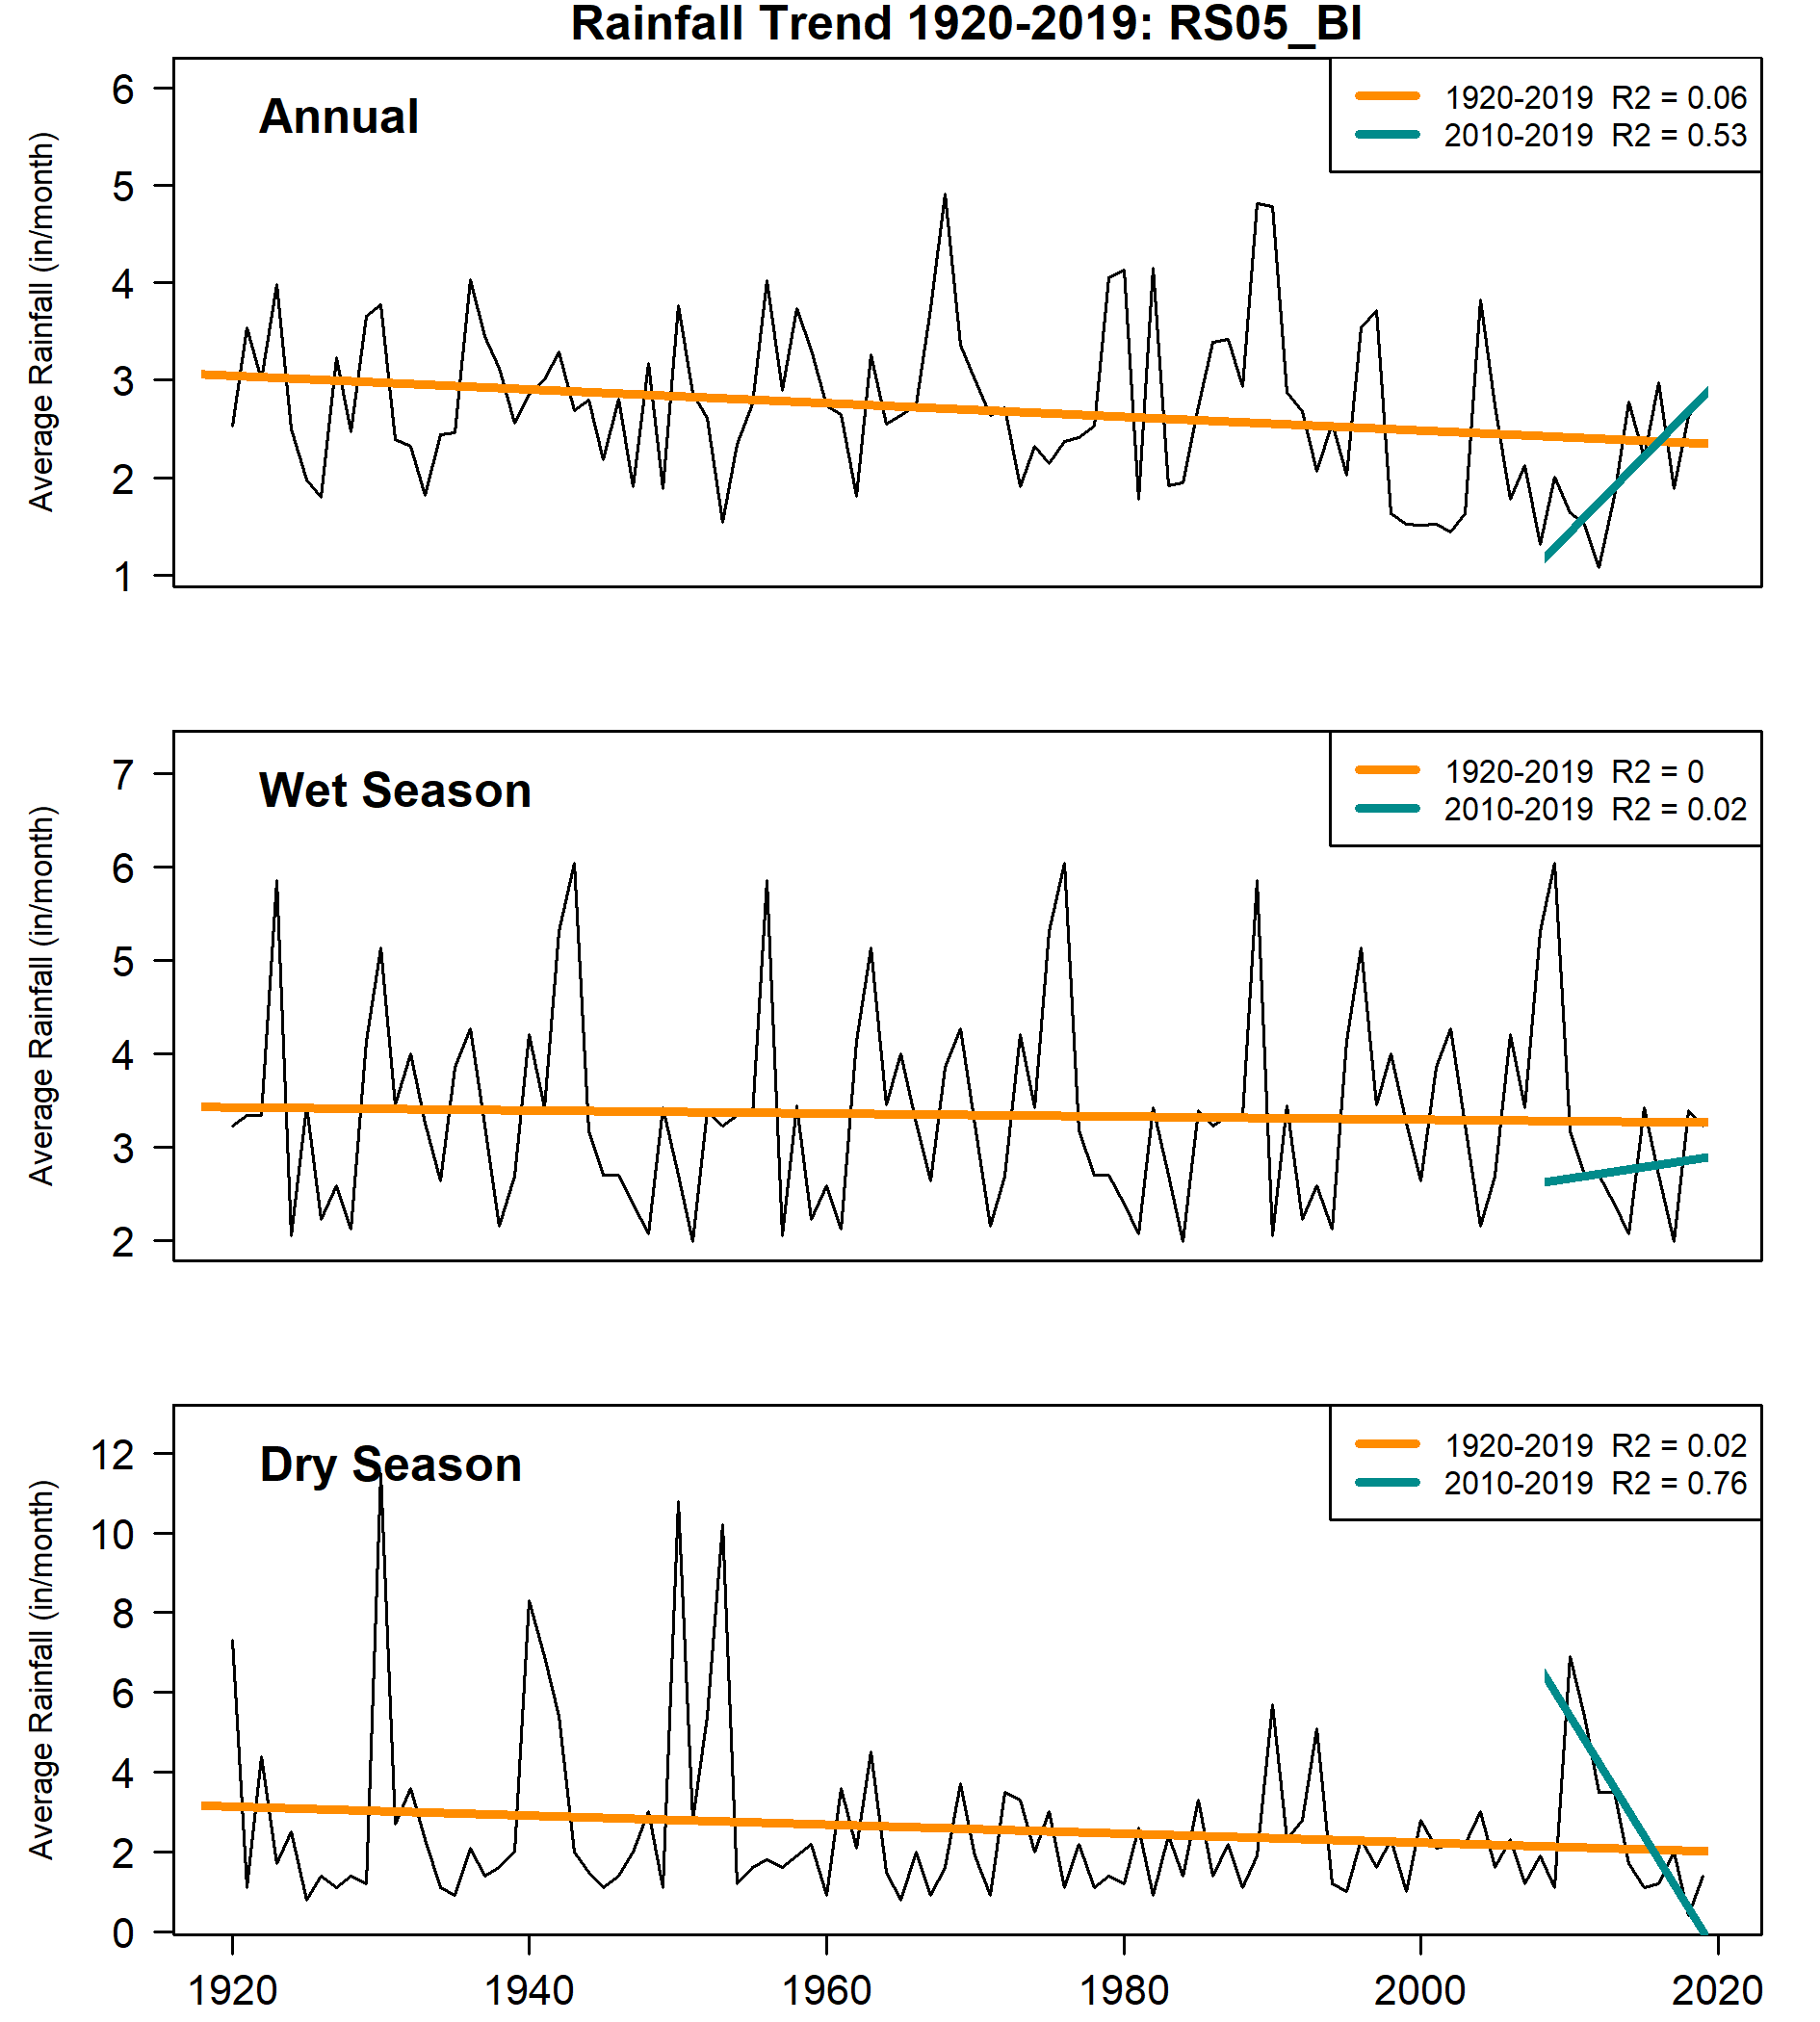 Rainfall Trend 1920-2019: RS05_BI
Annual
1920-2019 R2 = 0.06
2010-2019 R2 = 0.53
Average Rainfall (in/month)
6
5
4
3
2
1
Wet Season
1920-2019 R2 = 0
2010-2019 R2 = 0.02
Average Rainfall (in/month)
7
6
5
4
3
2
Dry Season
1920-2019 R2 = 0.02
2010-2019 R2 = 0.76
Average Rainfall (in/month)
12
10
8
6
4
2
0
1920 1940 1960 1980 2000 2020